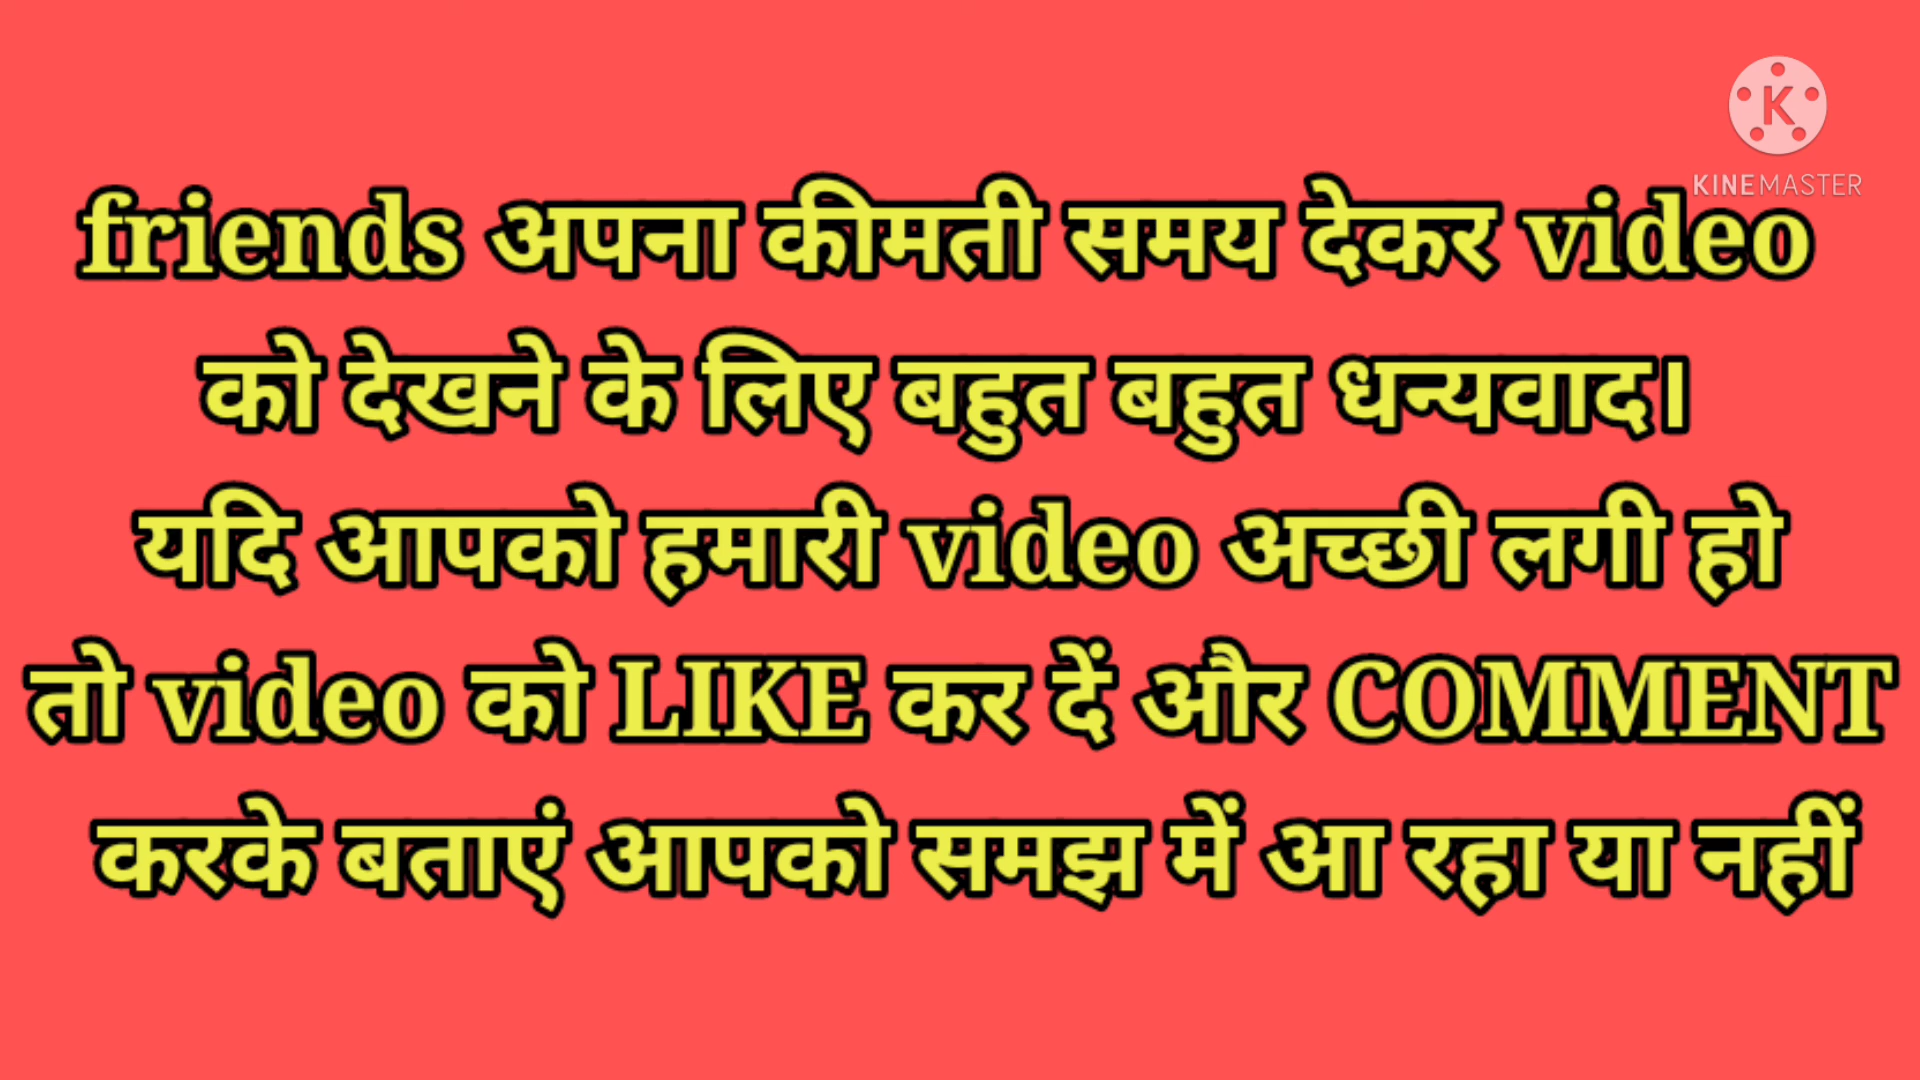 K
KINEMASTER
friends अपना कीमती समय देकर video
को देखने के लिए बहुत बहुत धन्यवाद।
यदि आपको हमारी video अच्छी लगी हो
तो video को LIKE कर दें और COMMENT
करके बताएं आपको समझ में आ रहा या नहीं